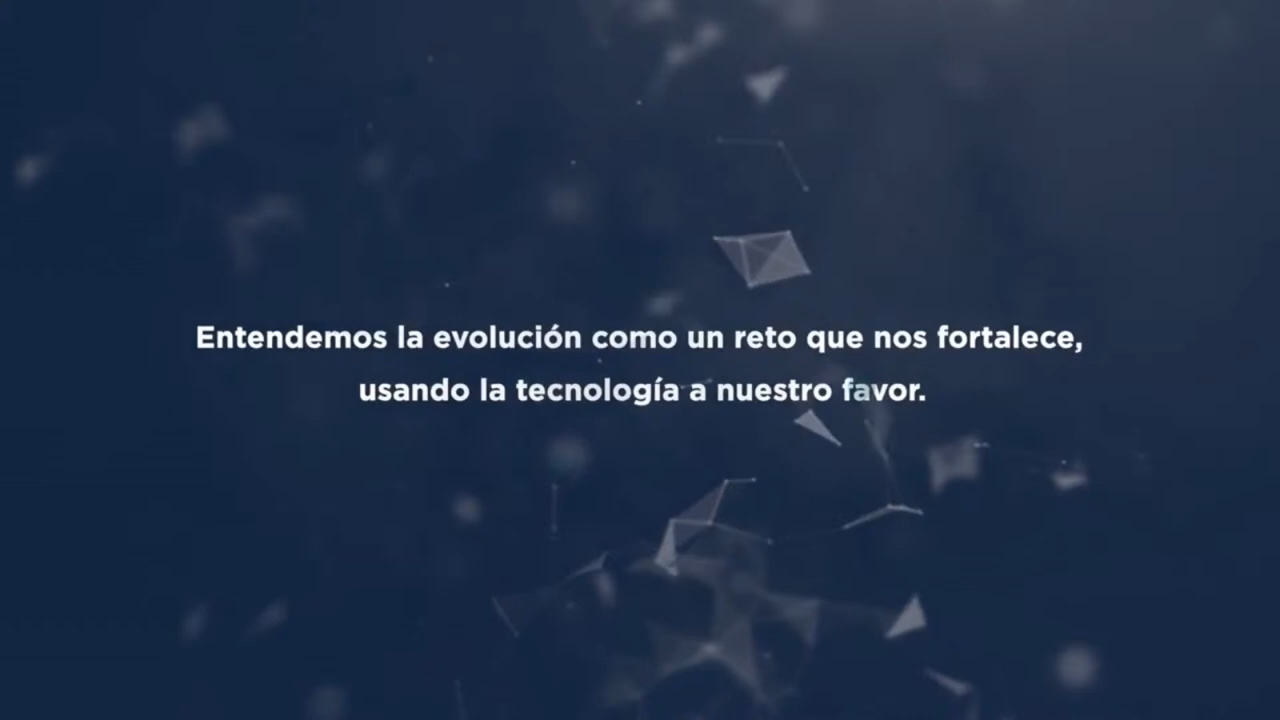 Entendemos la evolución como un reto que nos fortalece,
usando la tecnología a nuestro favor.